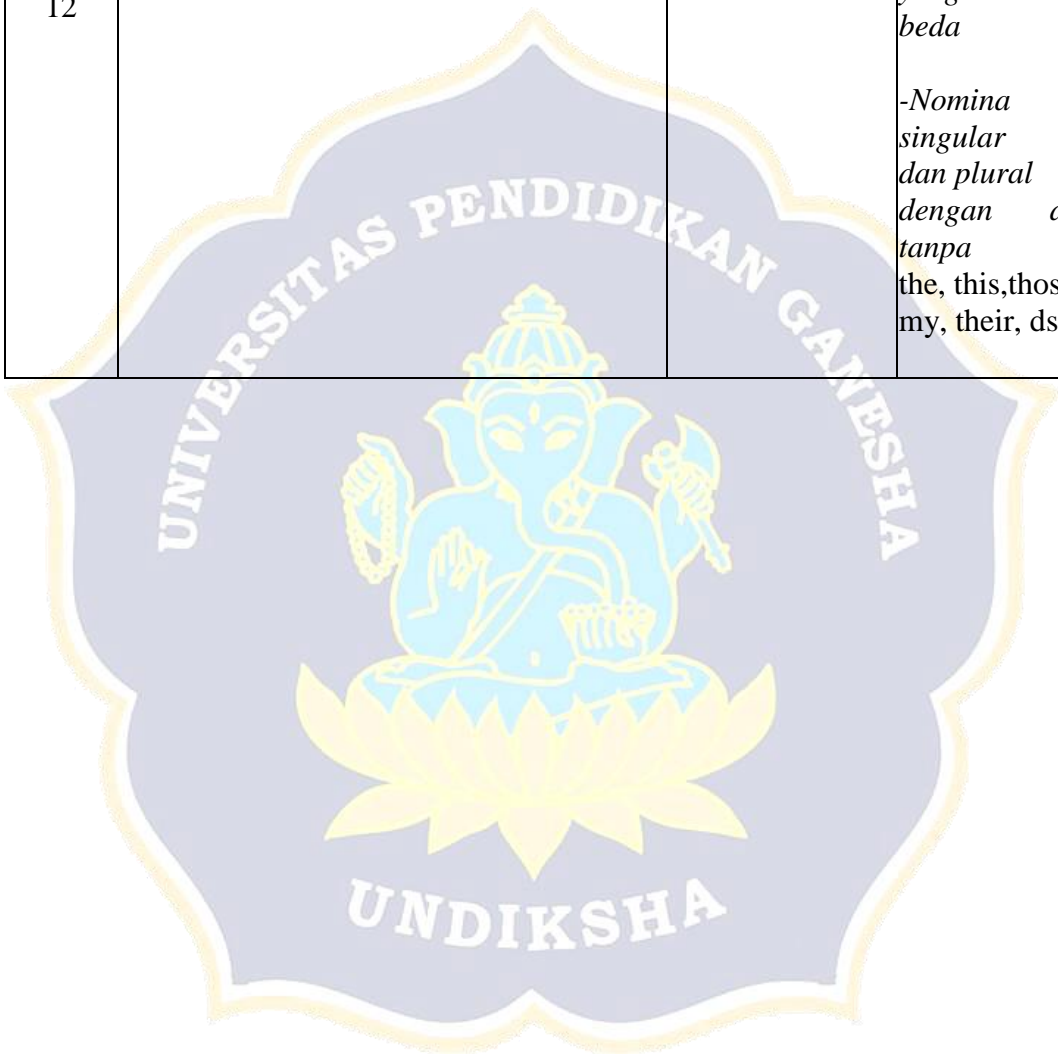 12
beda
-Nomina
singular
dan plural
dengan
tanpa
the, this,thos
my, their, ds
UNIVERSITAS PENDIDIKAN GANESHA
UNDIKSHA